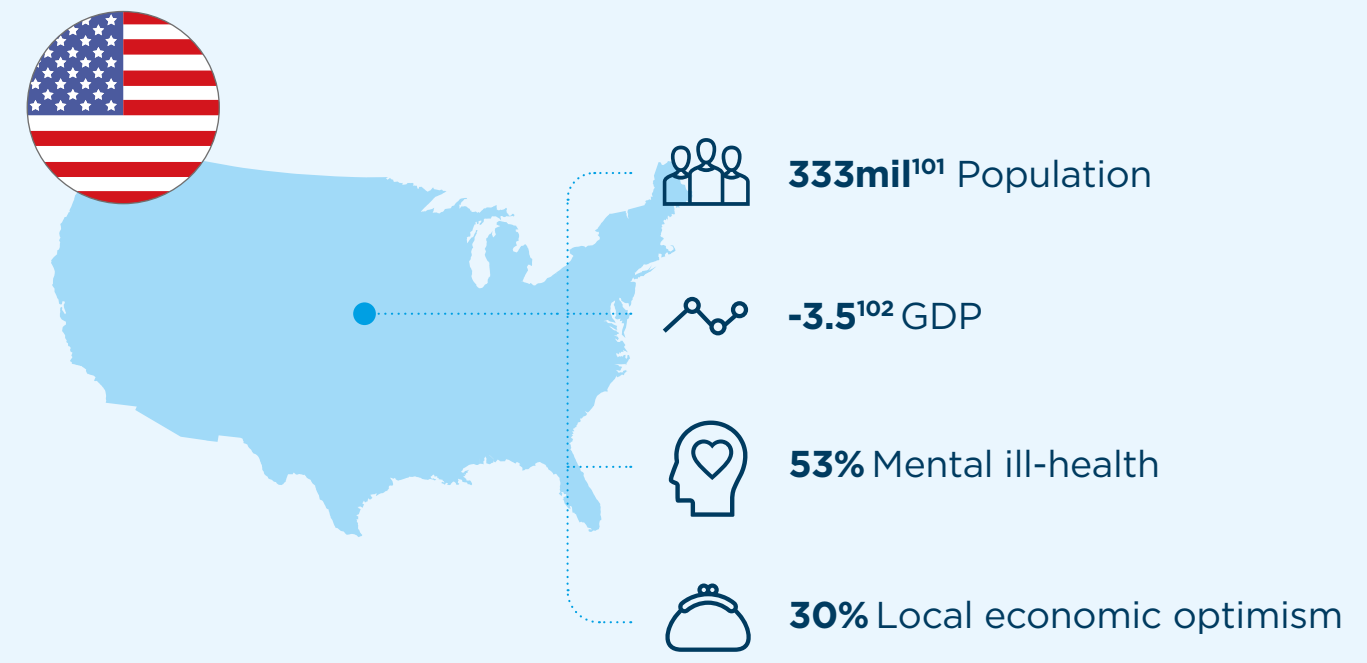 333mil¹⁰¹ Population
-3.5¹⁰² GDP
53% Mental ill-health
30% Local economic optimism